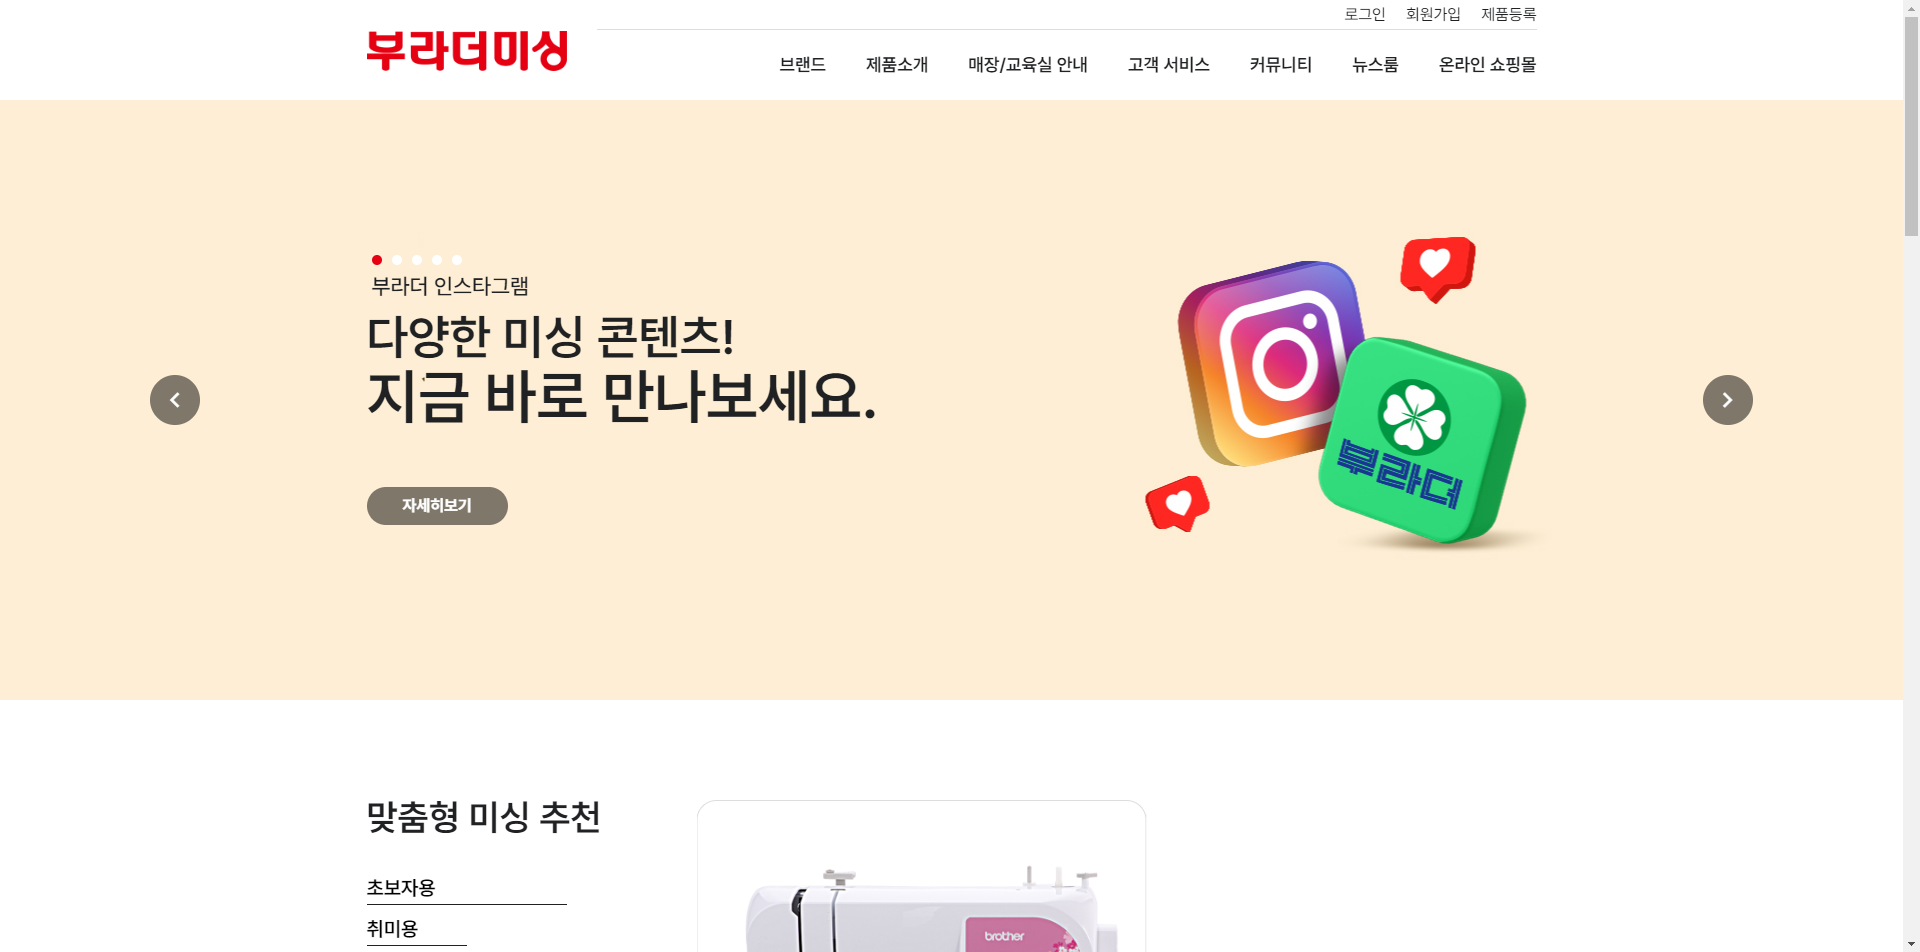 로그인 회원가입 제품등록
부라더미싱
브랜드 제품소개 매장/교육실 안내 고객 서비스 커뮤니티 뉴스룸 온라인 쇼핑몰
부라더 인스타그램
다양한 미싱 콘텐츠!
지금 바로 만나보세요.
자세히보기
부라더
맞춤형 미싱 추천
초보자용
취미용
brother